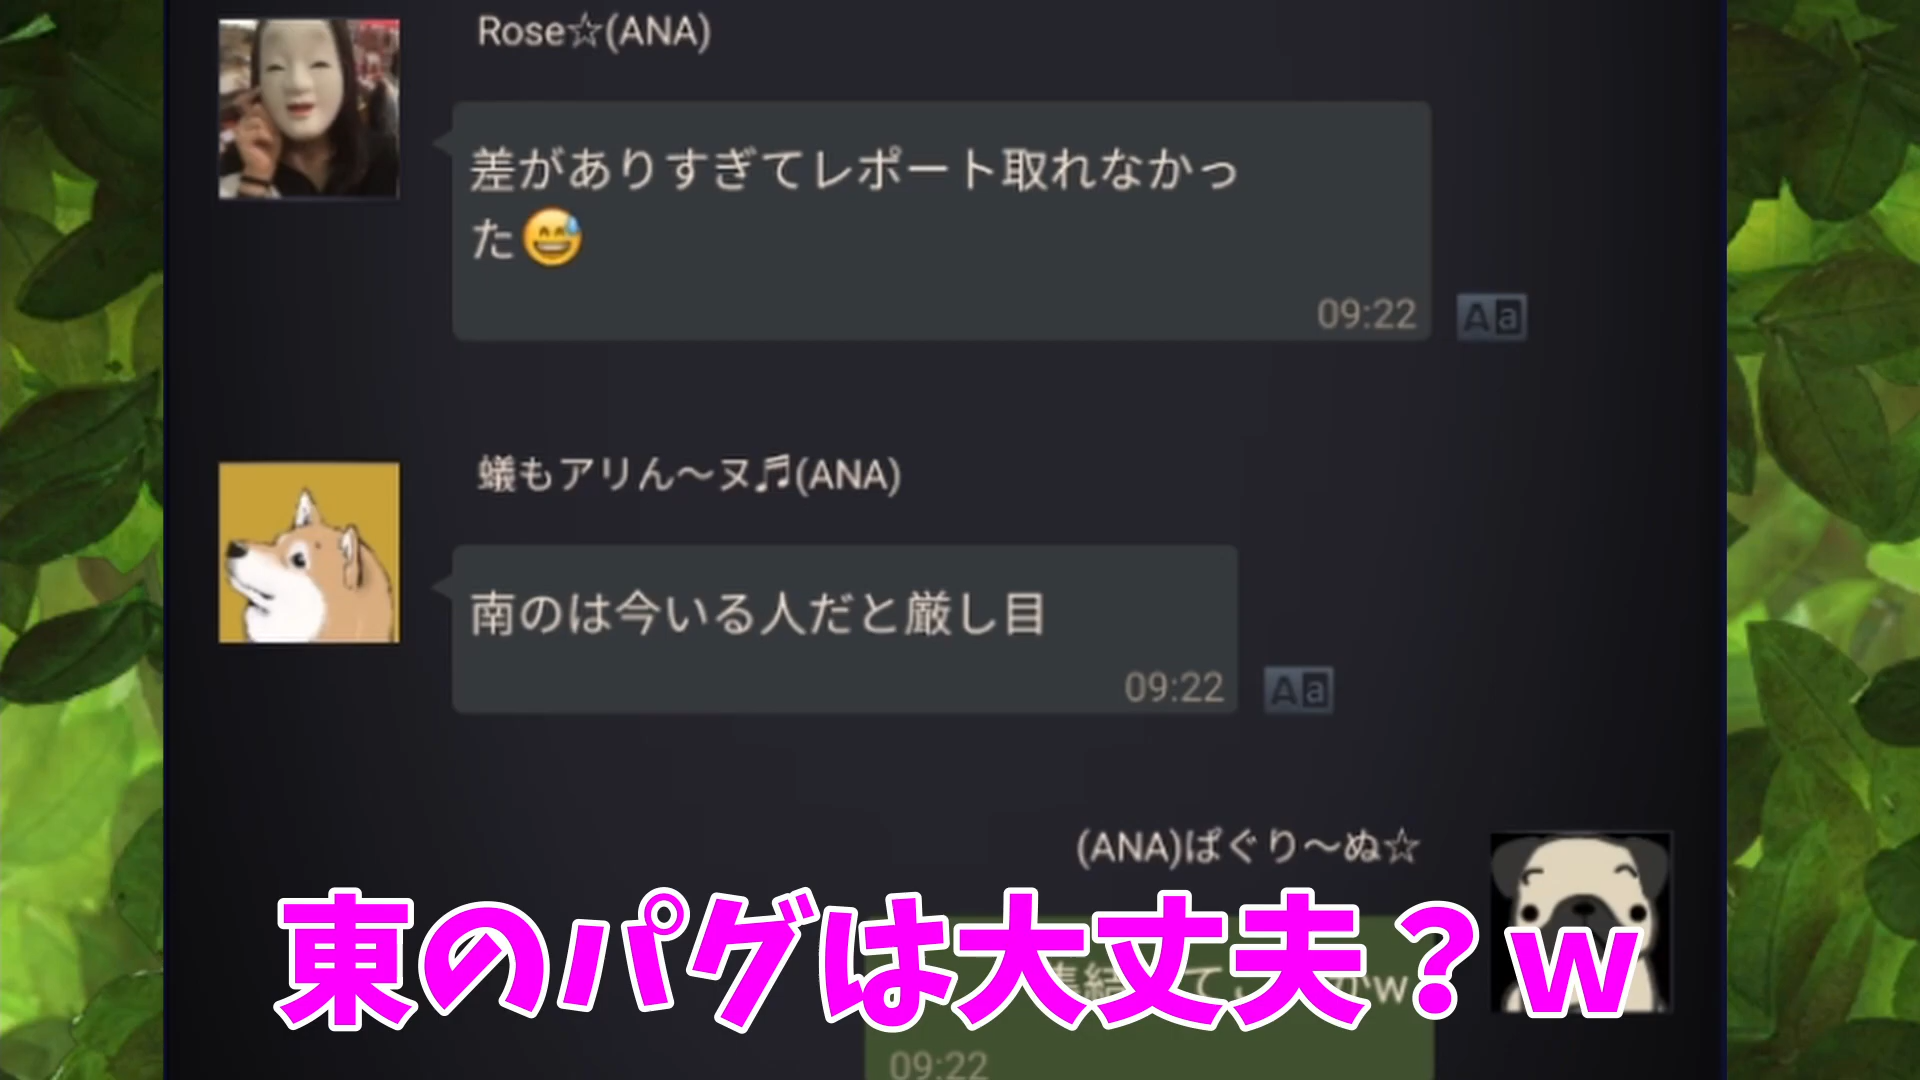 Rose☆(ANA)
差がありすぎてレポート取れなかっ
た😅
09:22
Aa
蟻もアリん〜ヌ♬(ANA)
南のは今いる人だと厳し目
09:22
Aa
(ANA)ぱぐり〜ぬ☆
東のパグは大丈夫？w
09:22